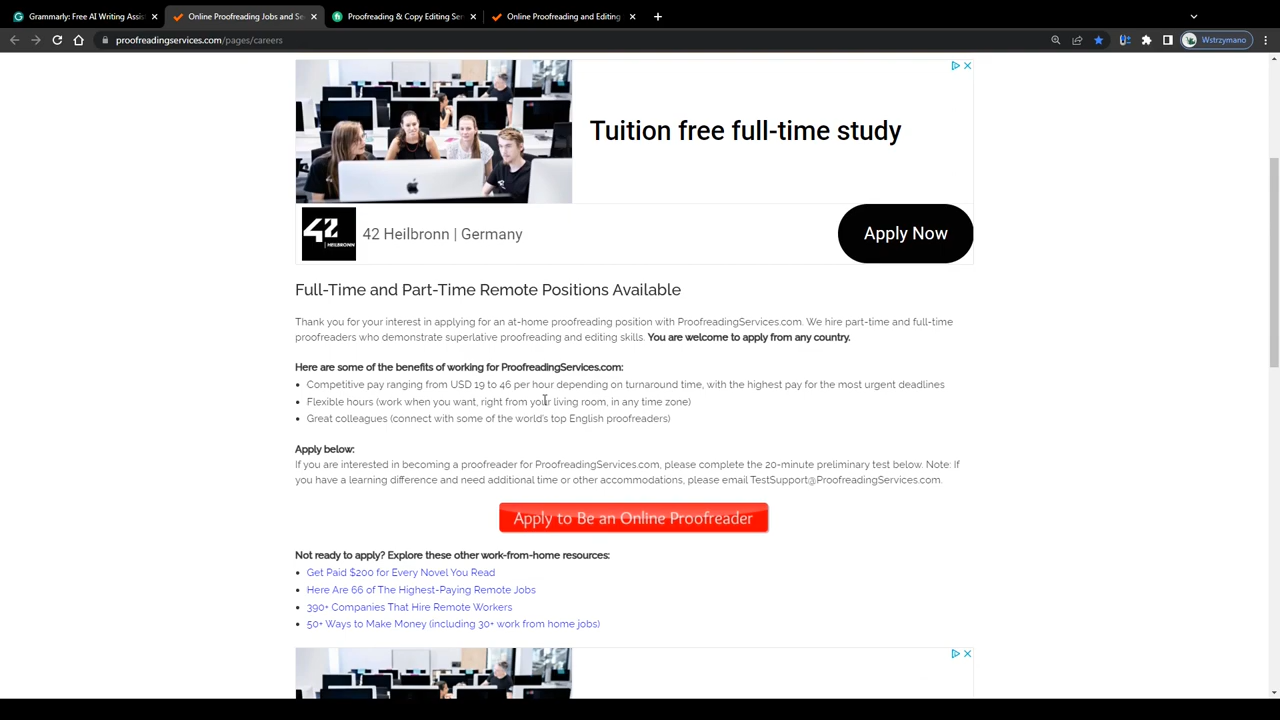 Grammarly: Free AI Writing Assis
Online Proofreading Jobs and Se
Proofreading & Copy Editing Ser
Online Proofreading and Editing
proofreadingservices.com/pages/careers
Wstrzymano
Tuition free full-time study
42 HEILBRONN
42 Heilbronn | Germany
Apply Now
Full-Time and Part-Time Remote Positions Available
Thank you for your interest in applying for an at-home proofreading position with ProofreadingServices.com. We hire part-time and full-time
proofreaders who demonstrate superlative proofreading and editing skills. You are welcome to apply from any country.
Here are some of the benefits of working for ProofreadingServices.com:
• Competitive pay ranging from USD 19 to 46 per hour depending on turnaround time, with the highest pay for the most urgent deadlines
• Flexible hours (work when you want, right from your living room, in any time zone)
• Great colleagues (connect with some of the world's top English proofreaders)
Apply below:
If you are interested in becoming a proofreader for ProofreadingServices.com, please complete the 20-minute preliminary test below. Note: If
you have a learning difference and need additional time or other accommodations, please email TestSupport@ProofreadingServices.com.
Apply to Be an Online Proofreader
Not ready to apply? Explore these other work-from-home resources:
• Get Paid $200 for Every Novel You Read
• Here Are 66 of The Highest-Paying Remote Jobs
• 390+ Companies That Hire Remote Workers
• 50+ Ways to Make Money (including 30+ work from home jobs)